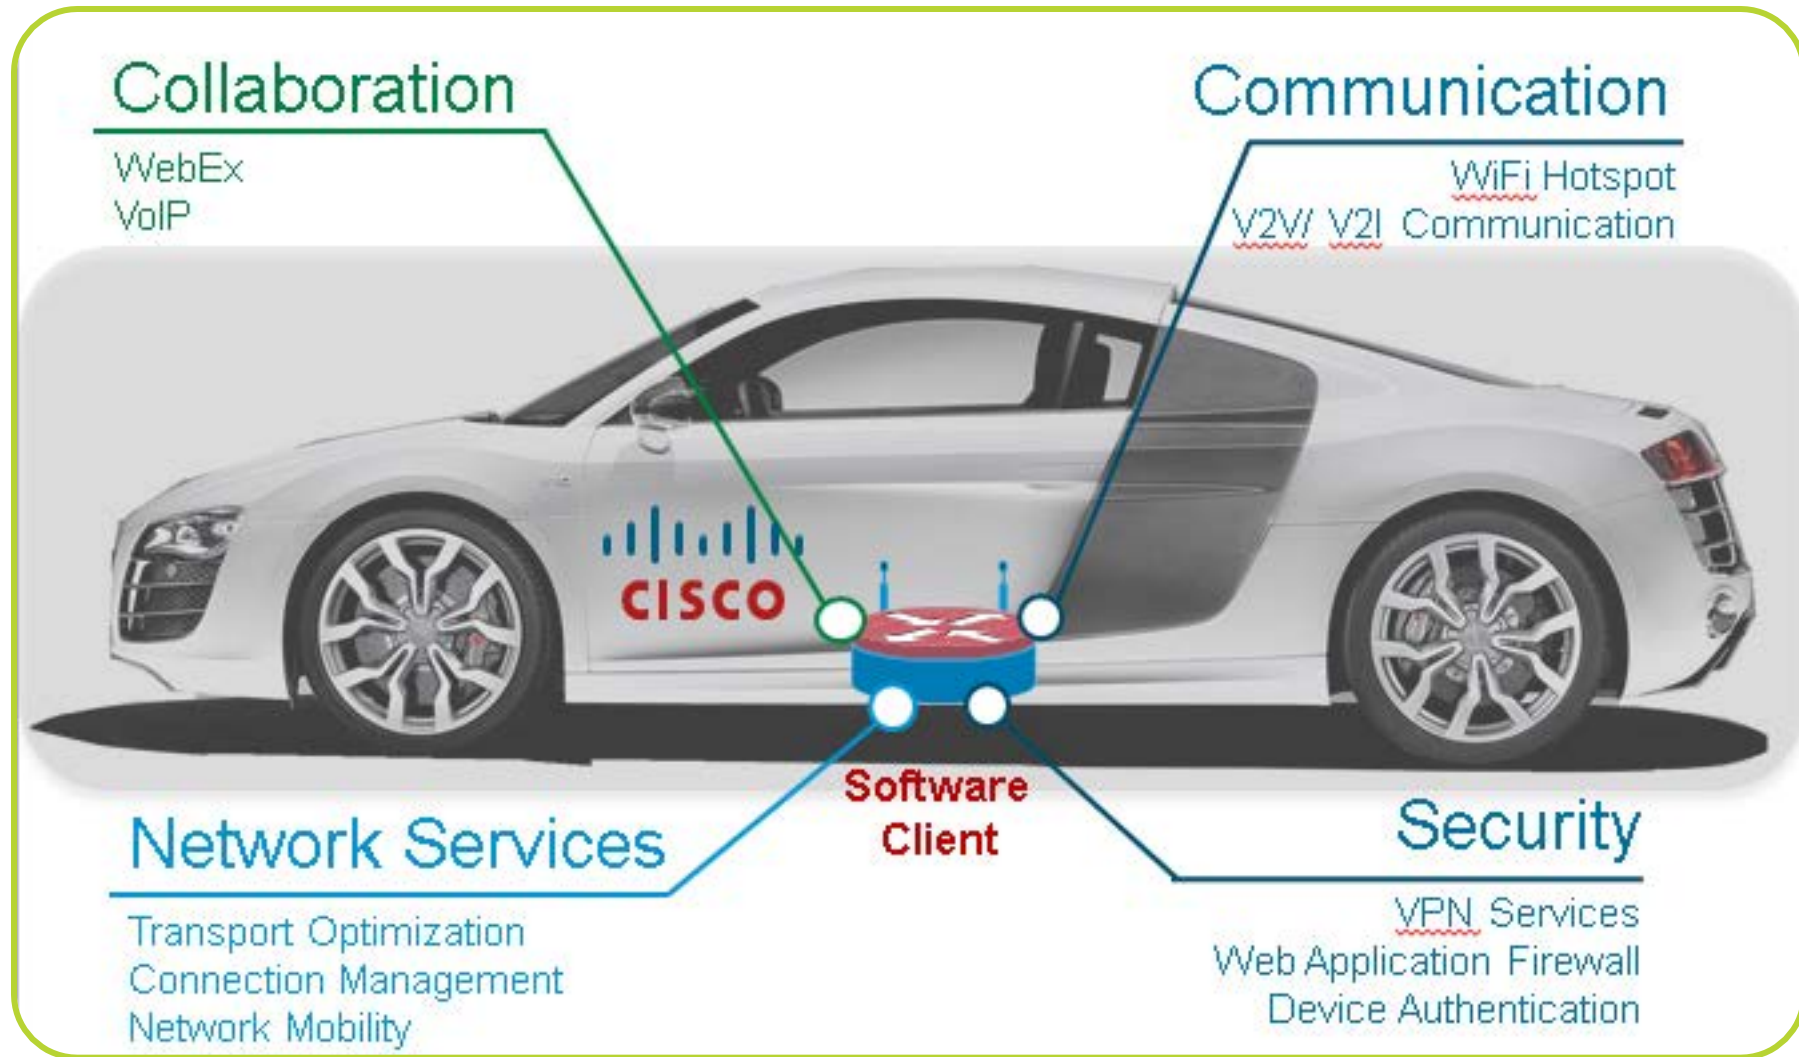 Collaboration
WebEx
VoIP
Communication
WiFi Hotspot
V2V/ V2I Communication
CISCO
Software
Client
Network Services
Transport Optimization
Connection Management
Network Mobility
Security
VPN Services
Web Application Firewall
Device Authentication